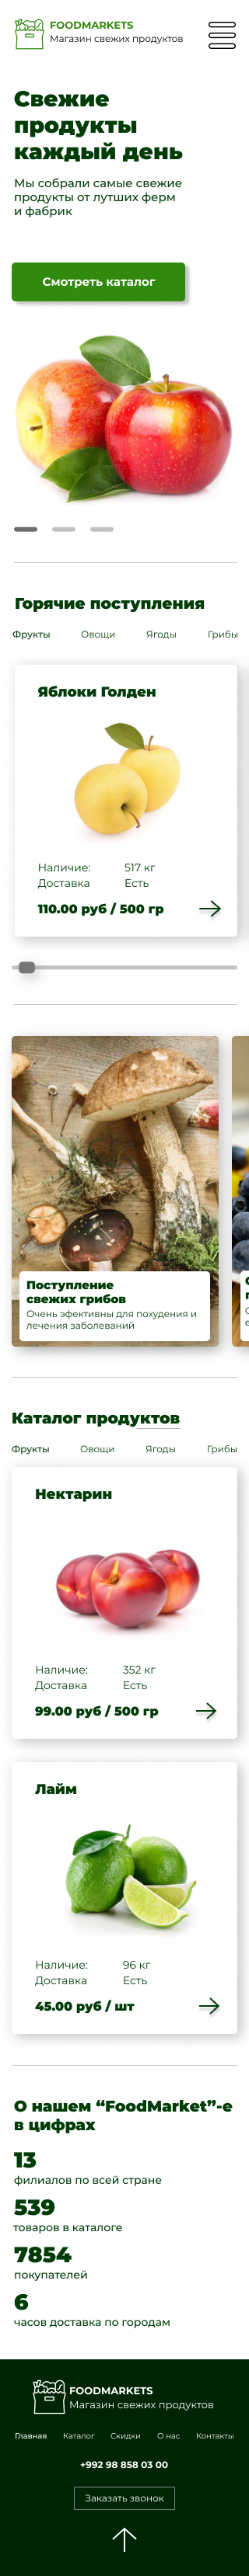 FOODMARKETS
Магазин свежих продуктов
Свежие
продукты
каждый день
Мы собрали самые свежие
продукты от лутших ферм
и фабрик
Смотреть каталог
Горячие поступления
Фрукты Овощи Ягоды Грибы
Яблоки Голден
Наличие: 517 кг
Доставка Есть
110.00 руб / 500 гр
Поступление
свежих грибов
Очень эфективны для похудения и
лечения заболеваний
Каталог продуктов
Фрукты Овощи Ягоды Грибы
Нектарин
Наличие: 352 кг
Доставка Есть
99.00 руб / 500 гр
Лайм
Наличие: 96 кг
Доставка Есть
45.00 руб / шт
О нашем “FoodMarket”-е
в цифрах
13
филиалов по всей стране
539
товаров в каталоге
7854
покупателей
6
часов доставка по городам
FOODMARKETS
Магазин свежих продуктов
Главная Каталог Скидки О нас Контакты
+992 98 858 03 00
Заказать звонок